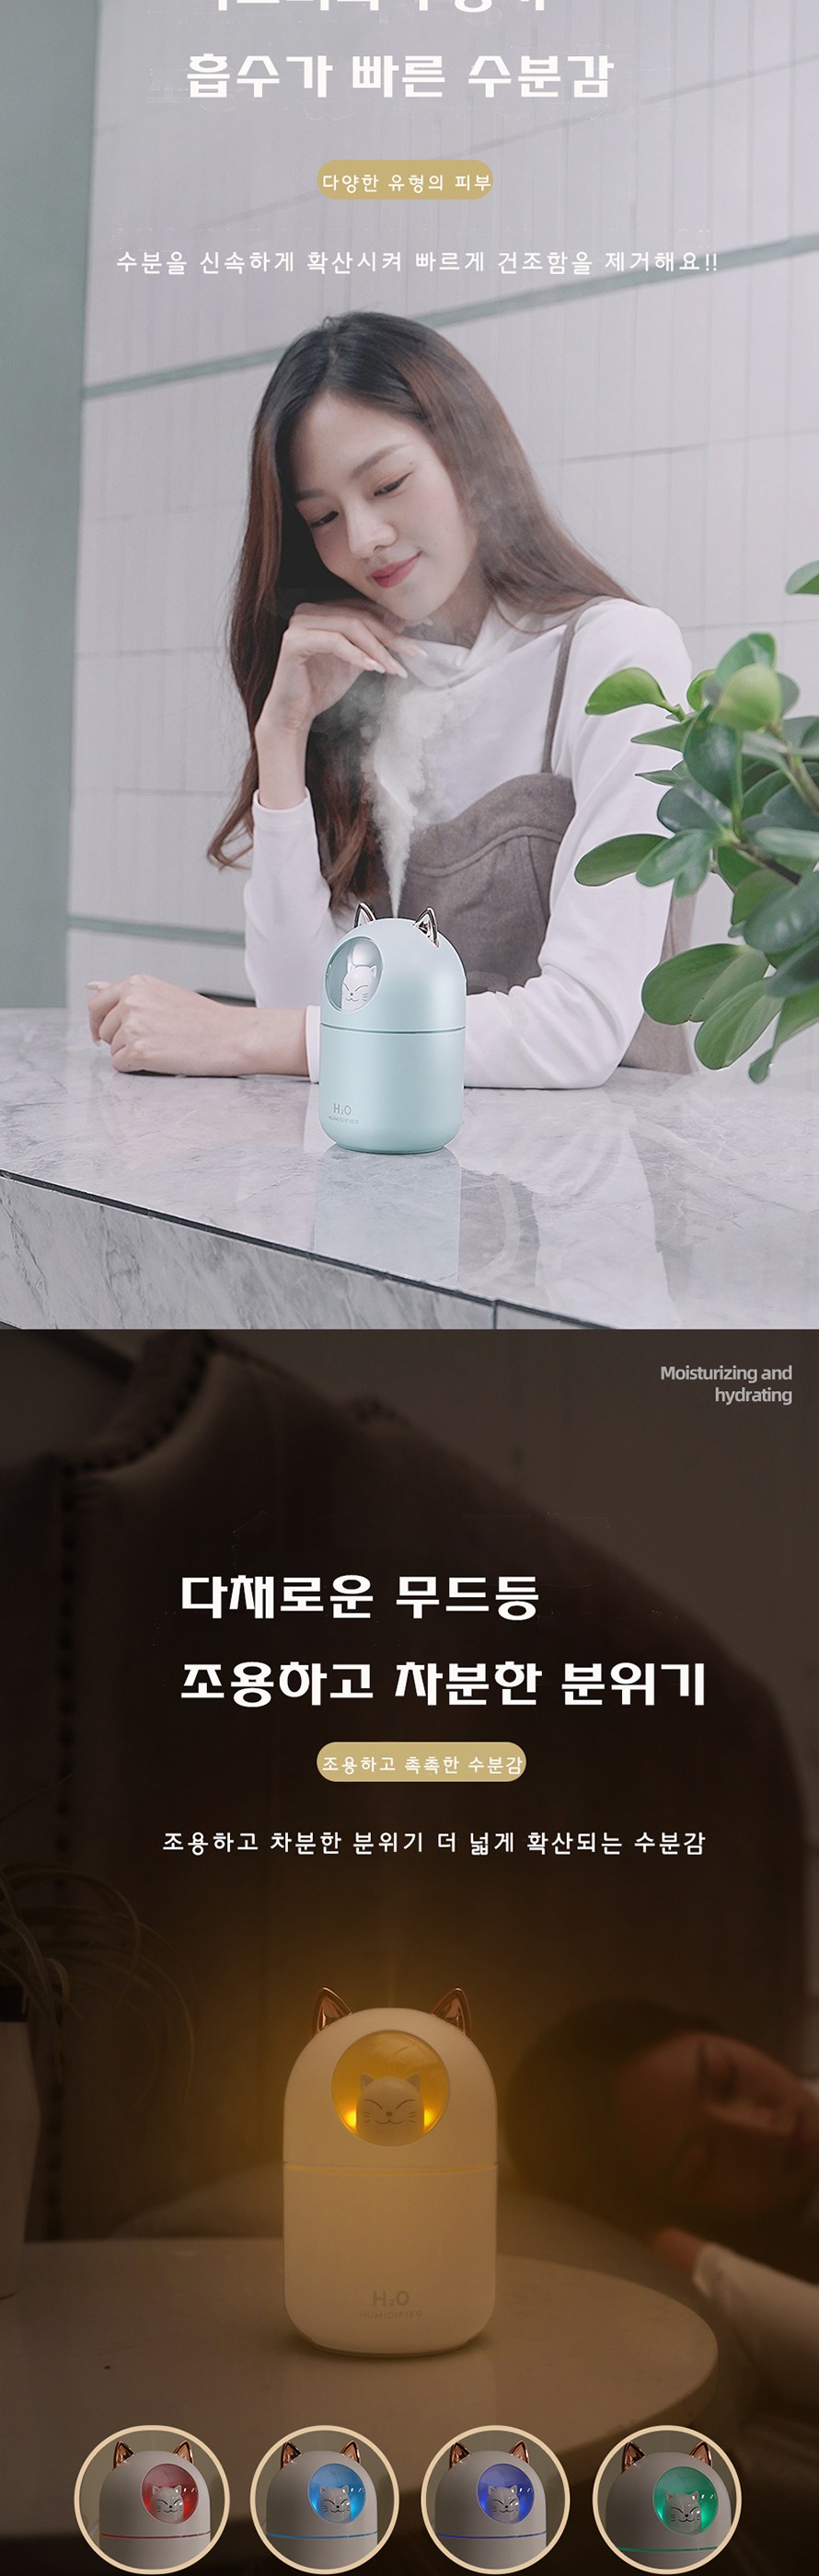 흡수가 빠른 수분감
다양한 유형의 피부
수분을 신속하게 확산시켜 빠르게 건조함을 제거해요!!
H₂O
HUMIDIFIER
Moisturizing and
hydrating
다채로운 무드등
조용하고 차분한 분위기
조용하고 촉촉한 수분감
조용하고 차분한 분위기 더 넓게 확산되는 수분감
H₂O
HUMIDIFIER